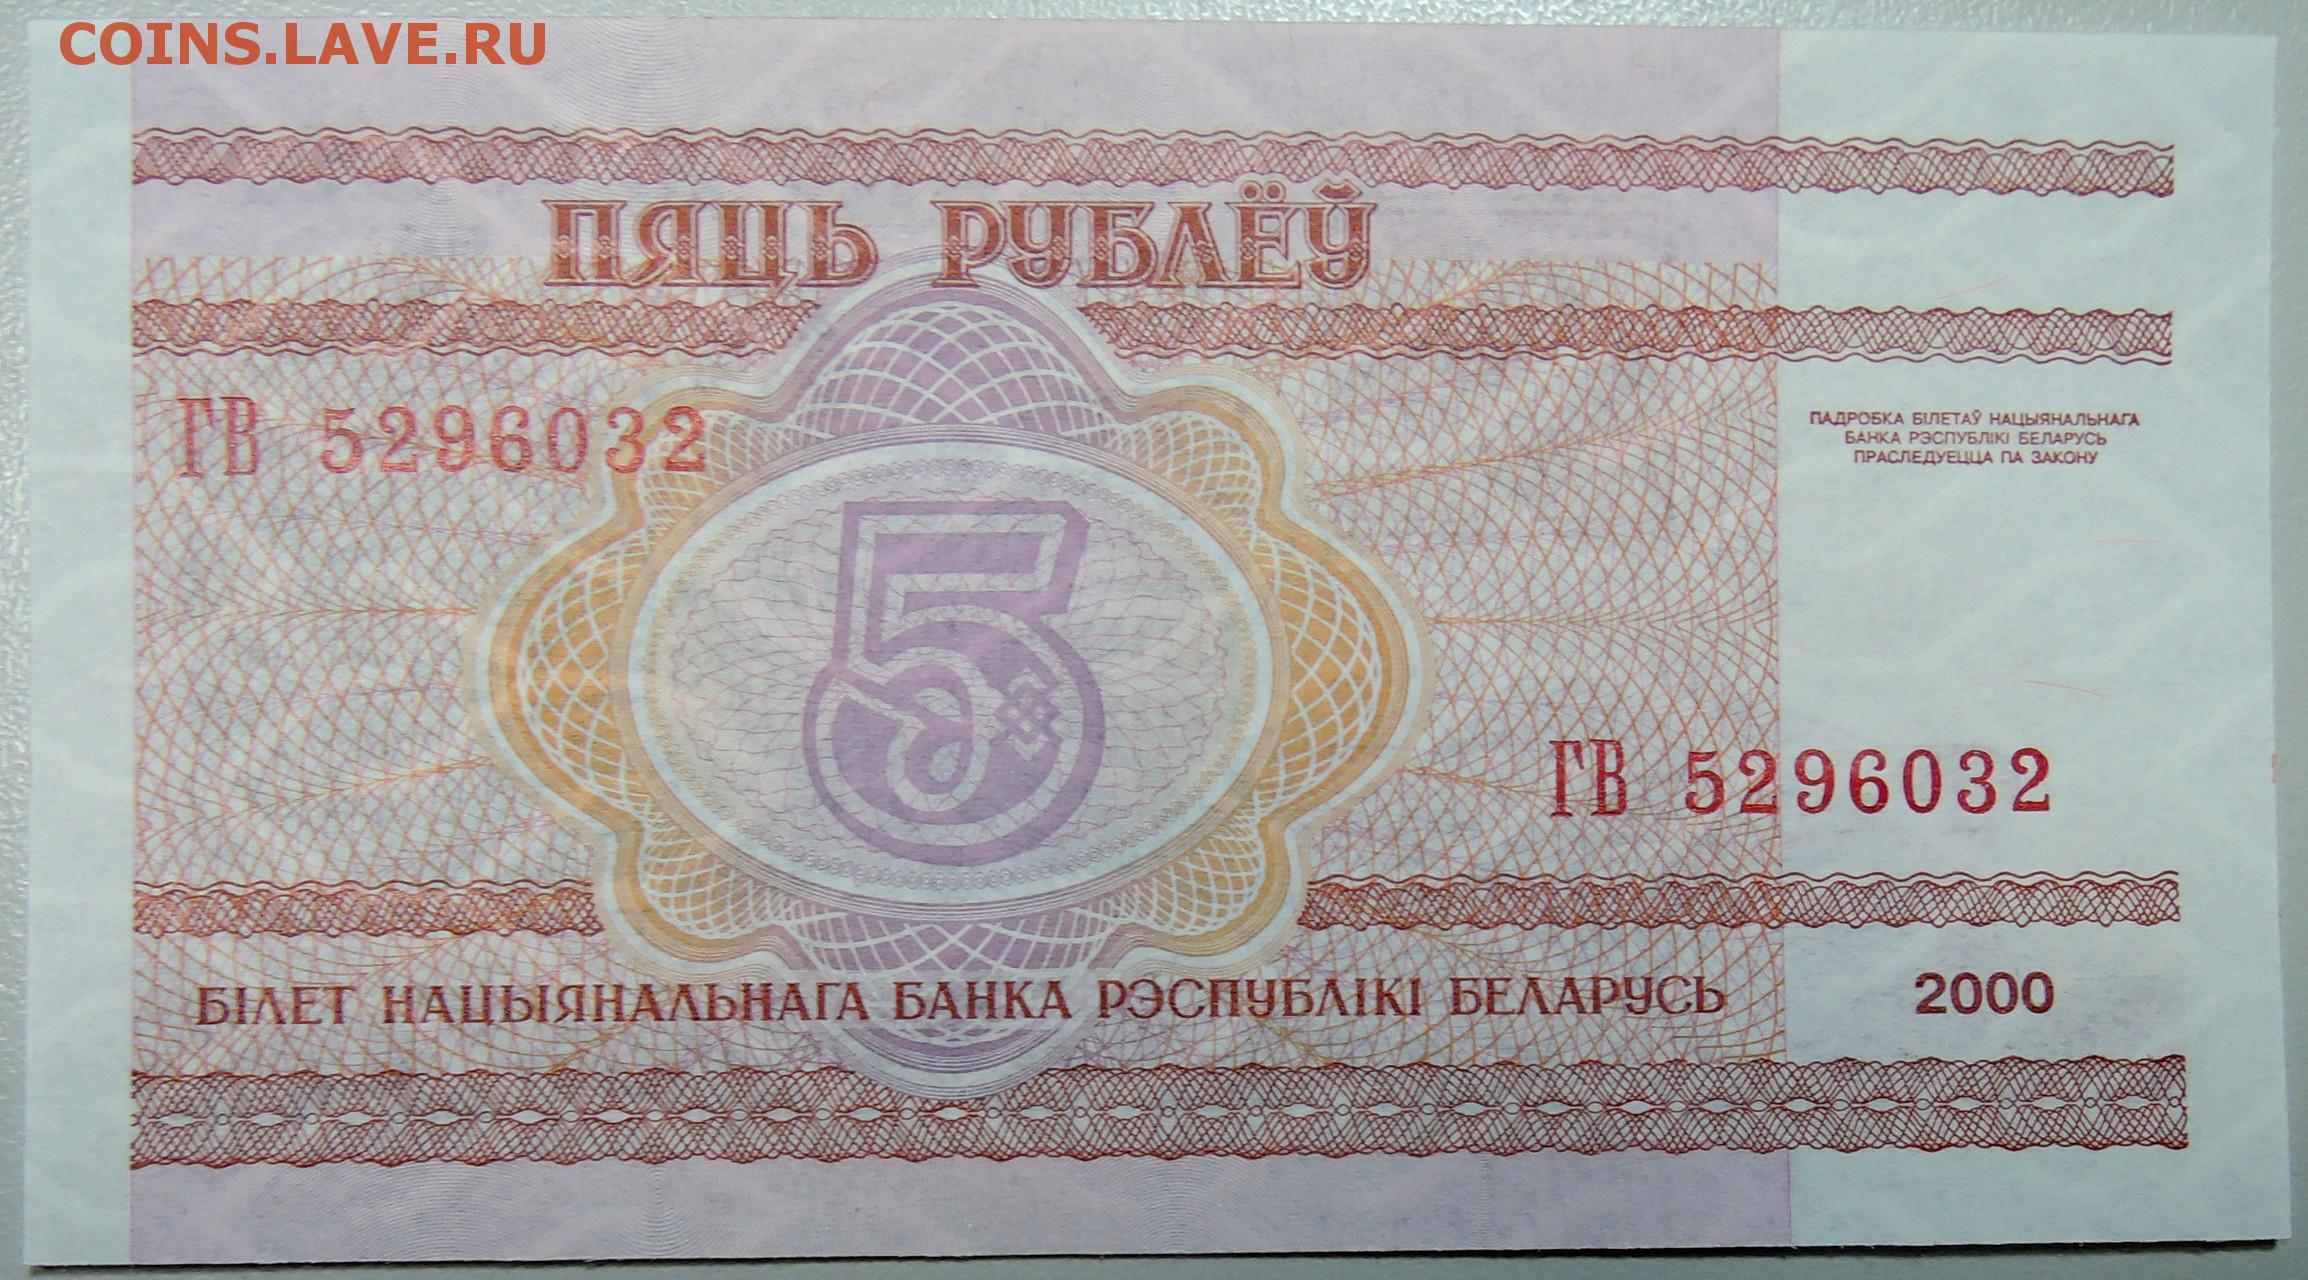 COINS.LAVE.RU
ПЯЦЬ РУБЛЁЎ
ГВ 5296032
ПАДРОБКА БІЛЕТАЎ НАЦЫЯНАЛЬНАГА
БАНКА РЭСПУБЛІКІ БЕЛАРУСЬ
ПРАСЛЕДУЕЦЦА ПА ЗАКОНУ
5
ГВ 5296032
БІЛЕТ НАЦЫЯНАЛЬНАГА БАНКА РЭСПУБЛІКІ БЕЛАРУСЬ 2000